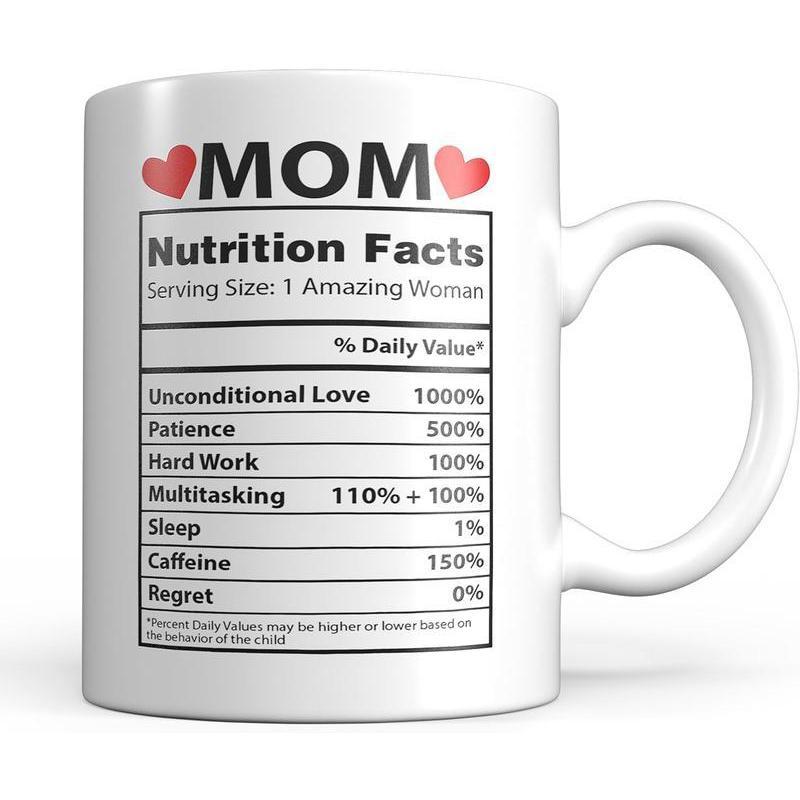 MOM
Nutrition Facts
Serving Size: 1 Amazing Woman
% Daily Value*
Unconditional Love 1000%
Patience 500%
Hard Work 100%
Multitasking 110% + 100%
Sleep 1%
Caffeine 150%
Regret 0%
*Percent Daily Values may be higher or lower based on
the behavior of the child